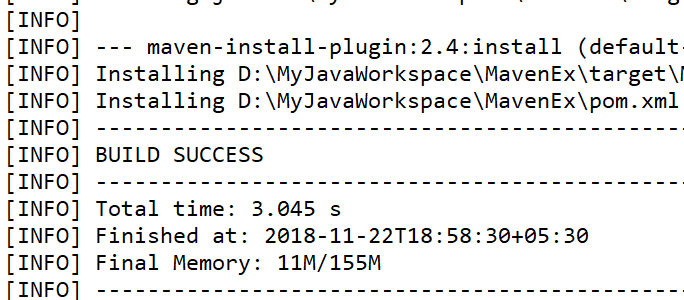 [INFO]
[INFO] --- maven-install-plugin:2.4:install (default-
[INFO] Installing D:\MyJavaWorkspace\MavenEx\target\
[INFO] Installing D:\MyJavaWorkspace\MavenEx\pom.xml
[INFO] ------------------------------------------------
[INFO] BUILD SUCCESS
[INFO] ------------------------------------------------
[INFO] Total time: 3.045 s
[INFO] Finished at: 2018-11-22T18:58:30+05:30
[INFO] Final Memory: 11M/155M
[INFO] ------------------------------------------------